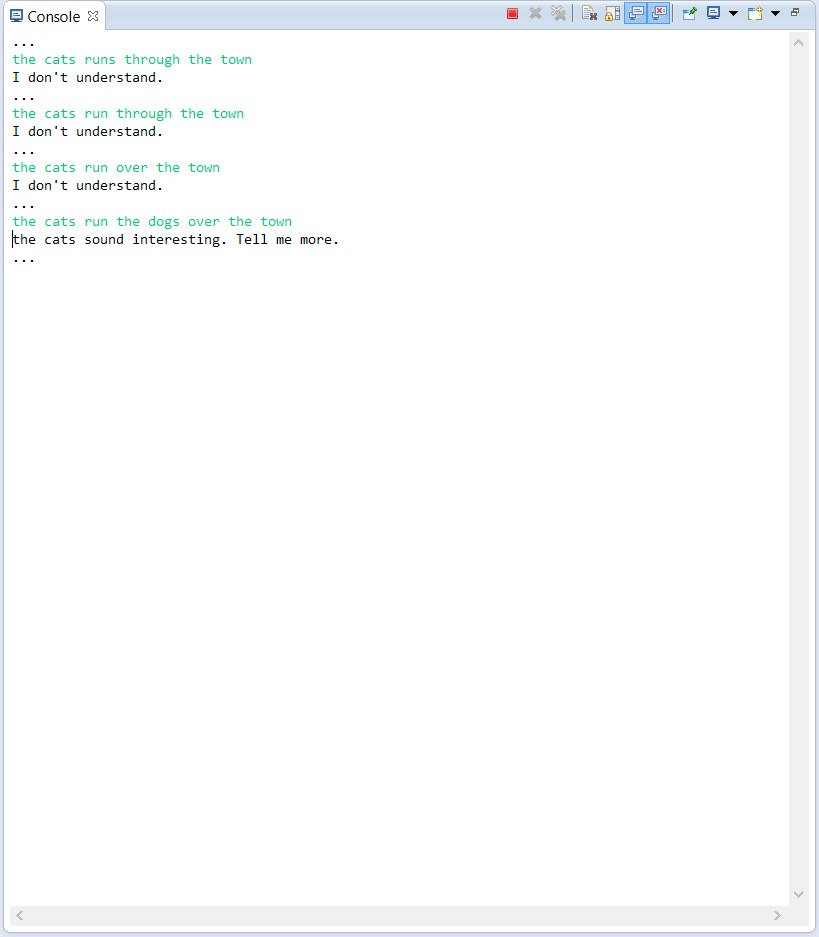 Console
...
the cats runs through the town
I don't understand.
...
the cats run through the town
I don't understand.
...
the cats run over the town
I don't understand.
...
the cats run the dogs over the town
the cats sound interesting. Tell me more.
...